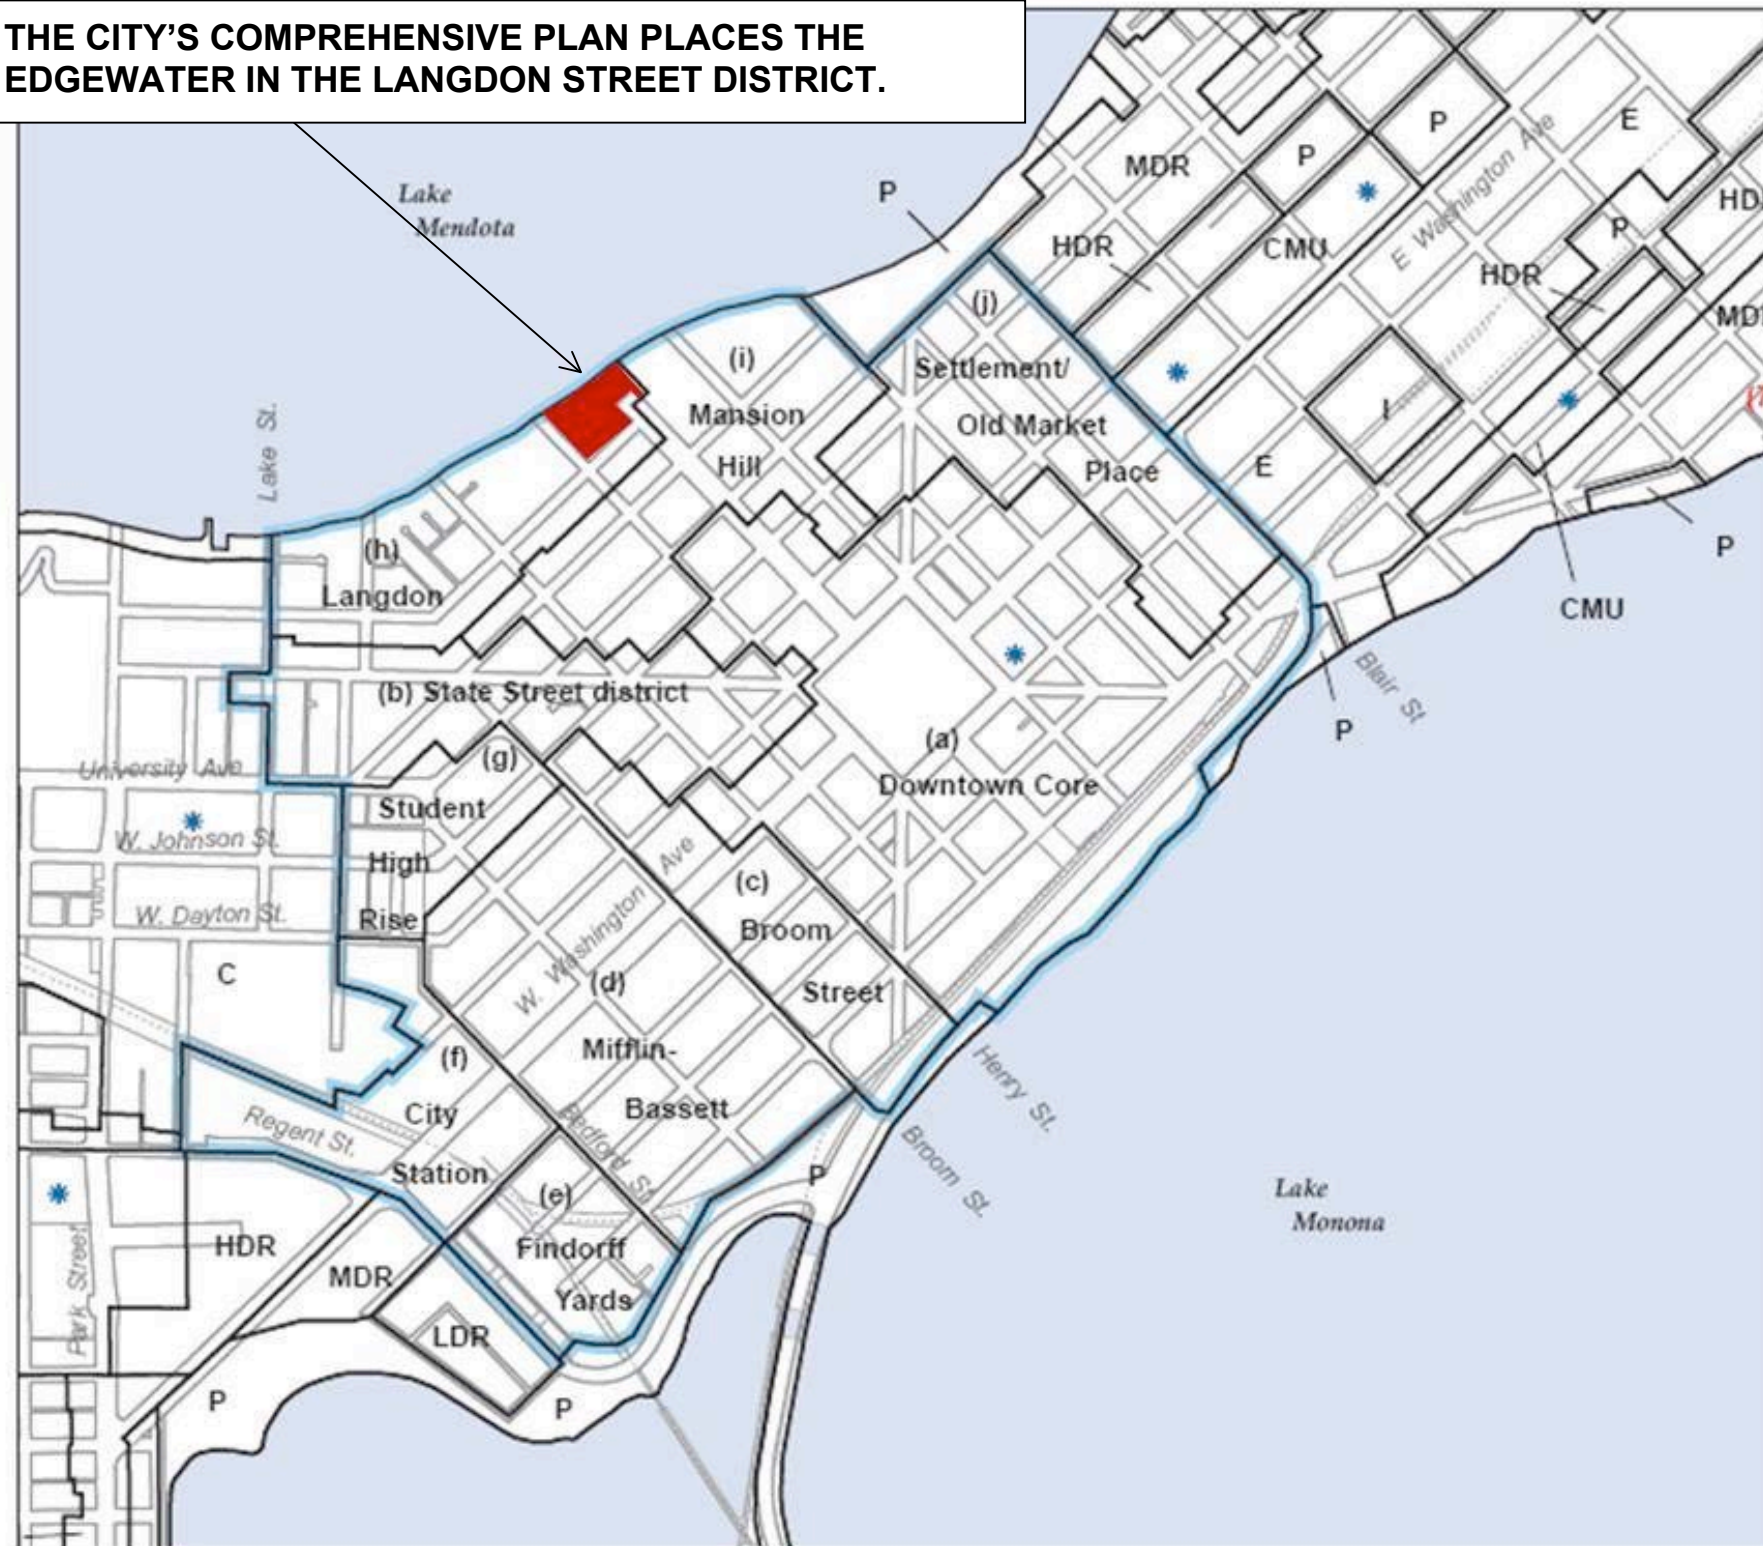 THE CITY’S COMPREHENSIVE PLAN PLACES THE
EDGEWATER IN THE LANGDON STREET DISTRICT.
Lake
Mendota
P
MDR
P
P
E
E Washington Ave
HD
HDR
CMU
P
HDR
MD
(j)
Settlement/
Old Market
Place
(i)
Mansion
Hill
I
E
Lake St.
P
CMU
(h)
Langdon
Blair St
P
(b) State Street district
(a)
Downtown Core
(g)
Student
High
Rise
University Ave
W. Johnson St.
W. Dayton St.
W. Washington Ave
(c)
Broom
Street
C
(d)
Mifflin-
Bassett
(f)
City
Station
Regent St.
Bedford St.
Henry St.
Broom St.
P
(e)
Findorff
Yards
Lake
Monona
HDR
MDR
LDR
Park Street
P
P